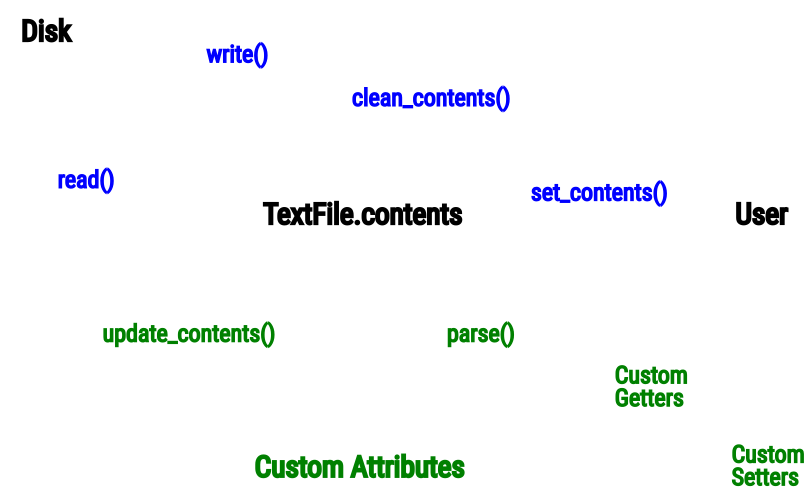 Disk
write()
clean_contents()
read()
set_contents()
TextFile.contents
User
update_contents()
parse()
Custom
Getters
Custom Attributes
Custom
Setters